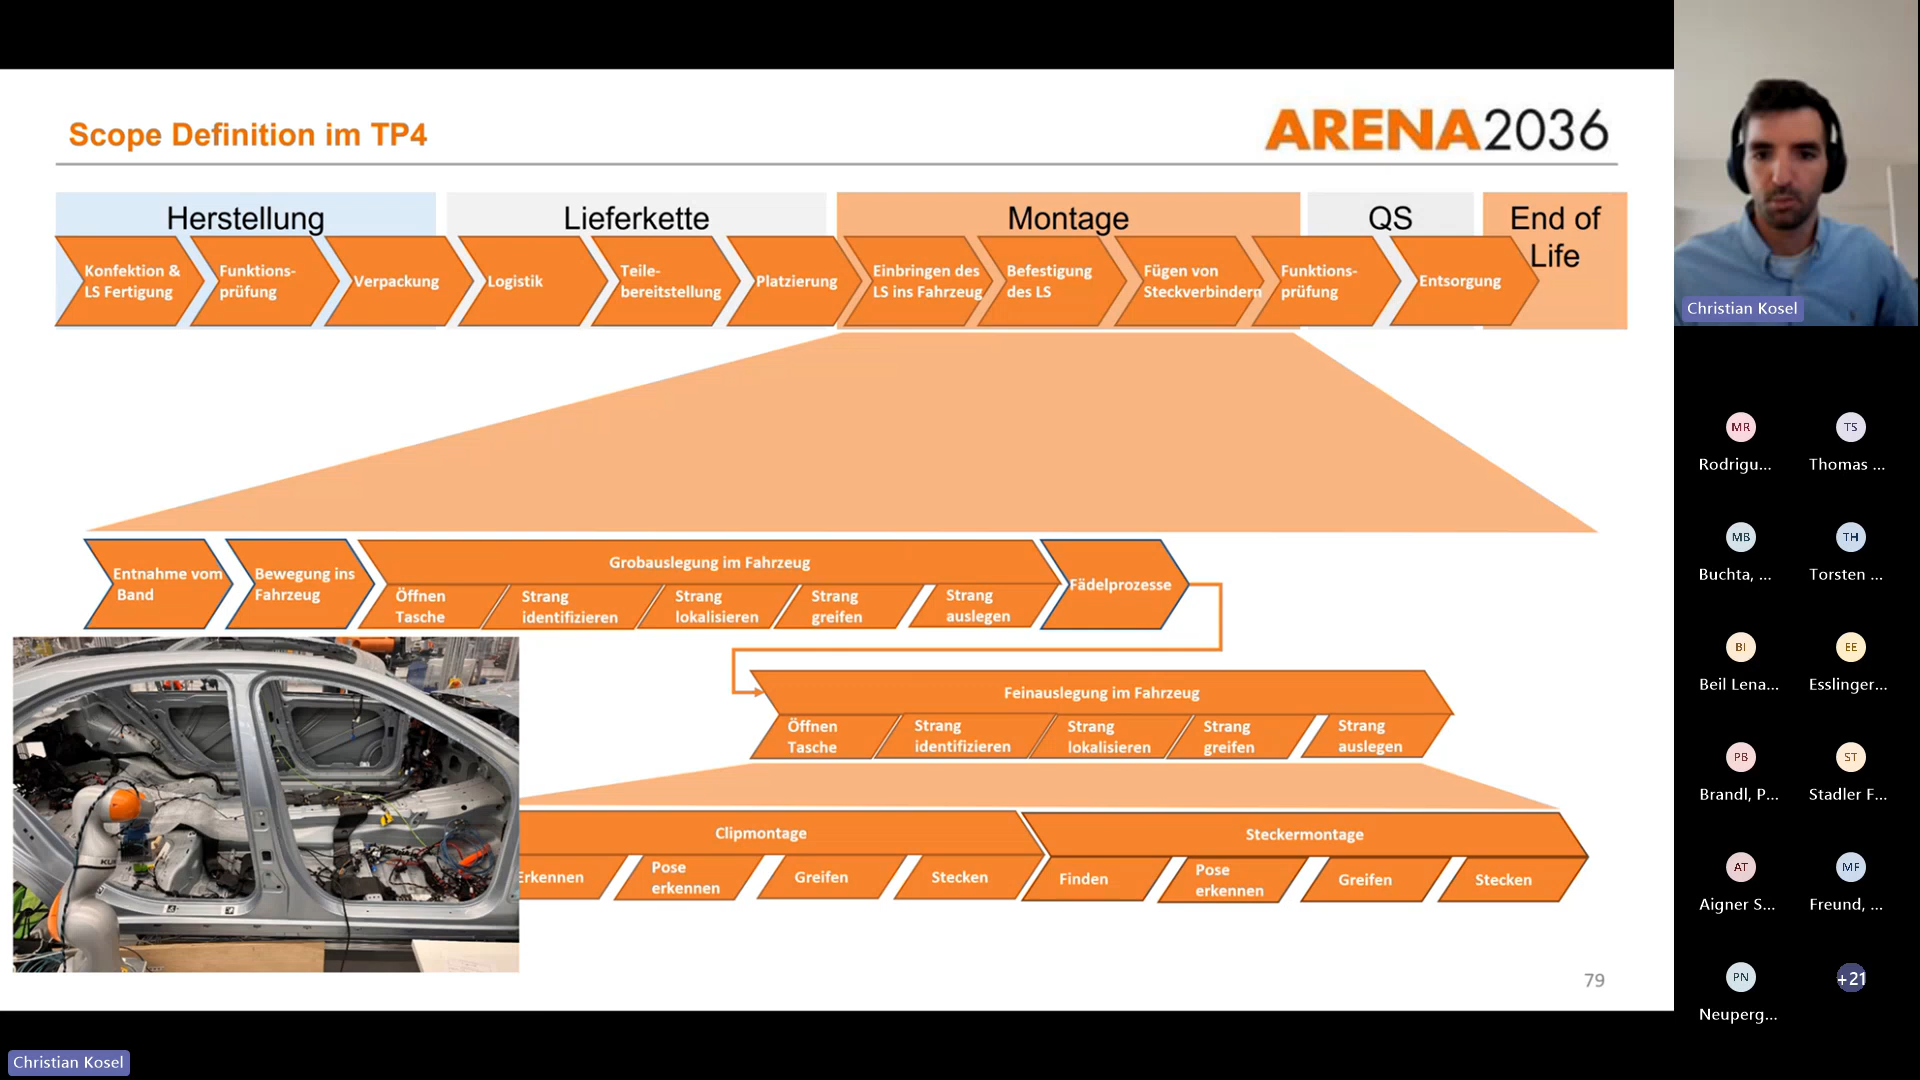 Scope Definition im TP4
ARENA2036
Herstellung
Lieferkette
Montage
QS
End of
Life
Konfektion &
LS Fertigung
Funktions-
prüfung
Verpackung
Logistik
Teile-
bereitstellung
Platzierung
Einbringen des
LS ins Fahrzeug
Befestigung
des LS
Fügen von
Steckverbindern
Funktions-
prüfung
Entsorgung
Entnahme vom
Band
Bewegung ins
Fahrzeug
Grobauslegung im Fahrzeug
Öffnen
Tasche
Strang
identifizieren
Strang
lokalisieren
Strang
greifen
Strang
auslegen
Fädelprozesse
Feinauslegung im Fahrzeug
Öffnen
Tasche
Strang
identifizieren
Strang
lokalisieren
Strang
greifen
Strang
auslegen
Clipmontage
Erkennen
Pose
erkennen
Greifen
Stecken
Steckermontage
Finden
Pose
erkennen
Greifen
Stecken
79
Christian Kosel
Christian Kosel
MR
Rodrigu...
TS
Thomas ...
MB
Buchta, ...
TH
Torsten ...
BI
Beil Lena...
EE
Esslinger...
PB
Brandl, P...
ST
Stadler F...
AT
Aigner S...
MF
Freund, ...
PN
Neuperg...
+21